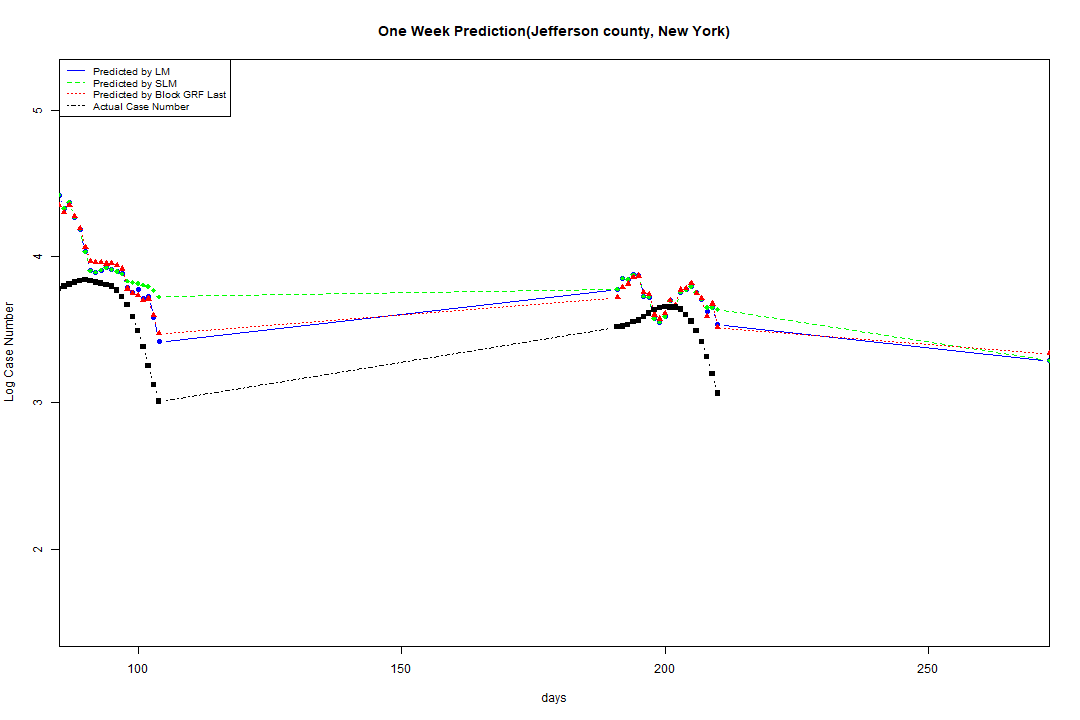 One Week Prediction(Jefferson county, New York)
Predicted by LM
Predicted by SLM
Predicted by Block GRF Last
Actual Case Number
5
4
3
2
Log Case Number
100 150 200 250
days